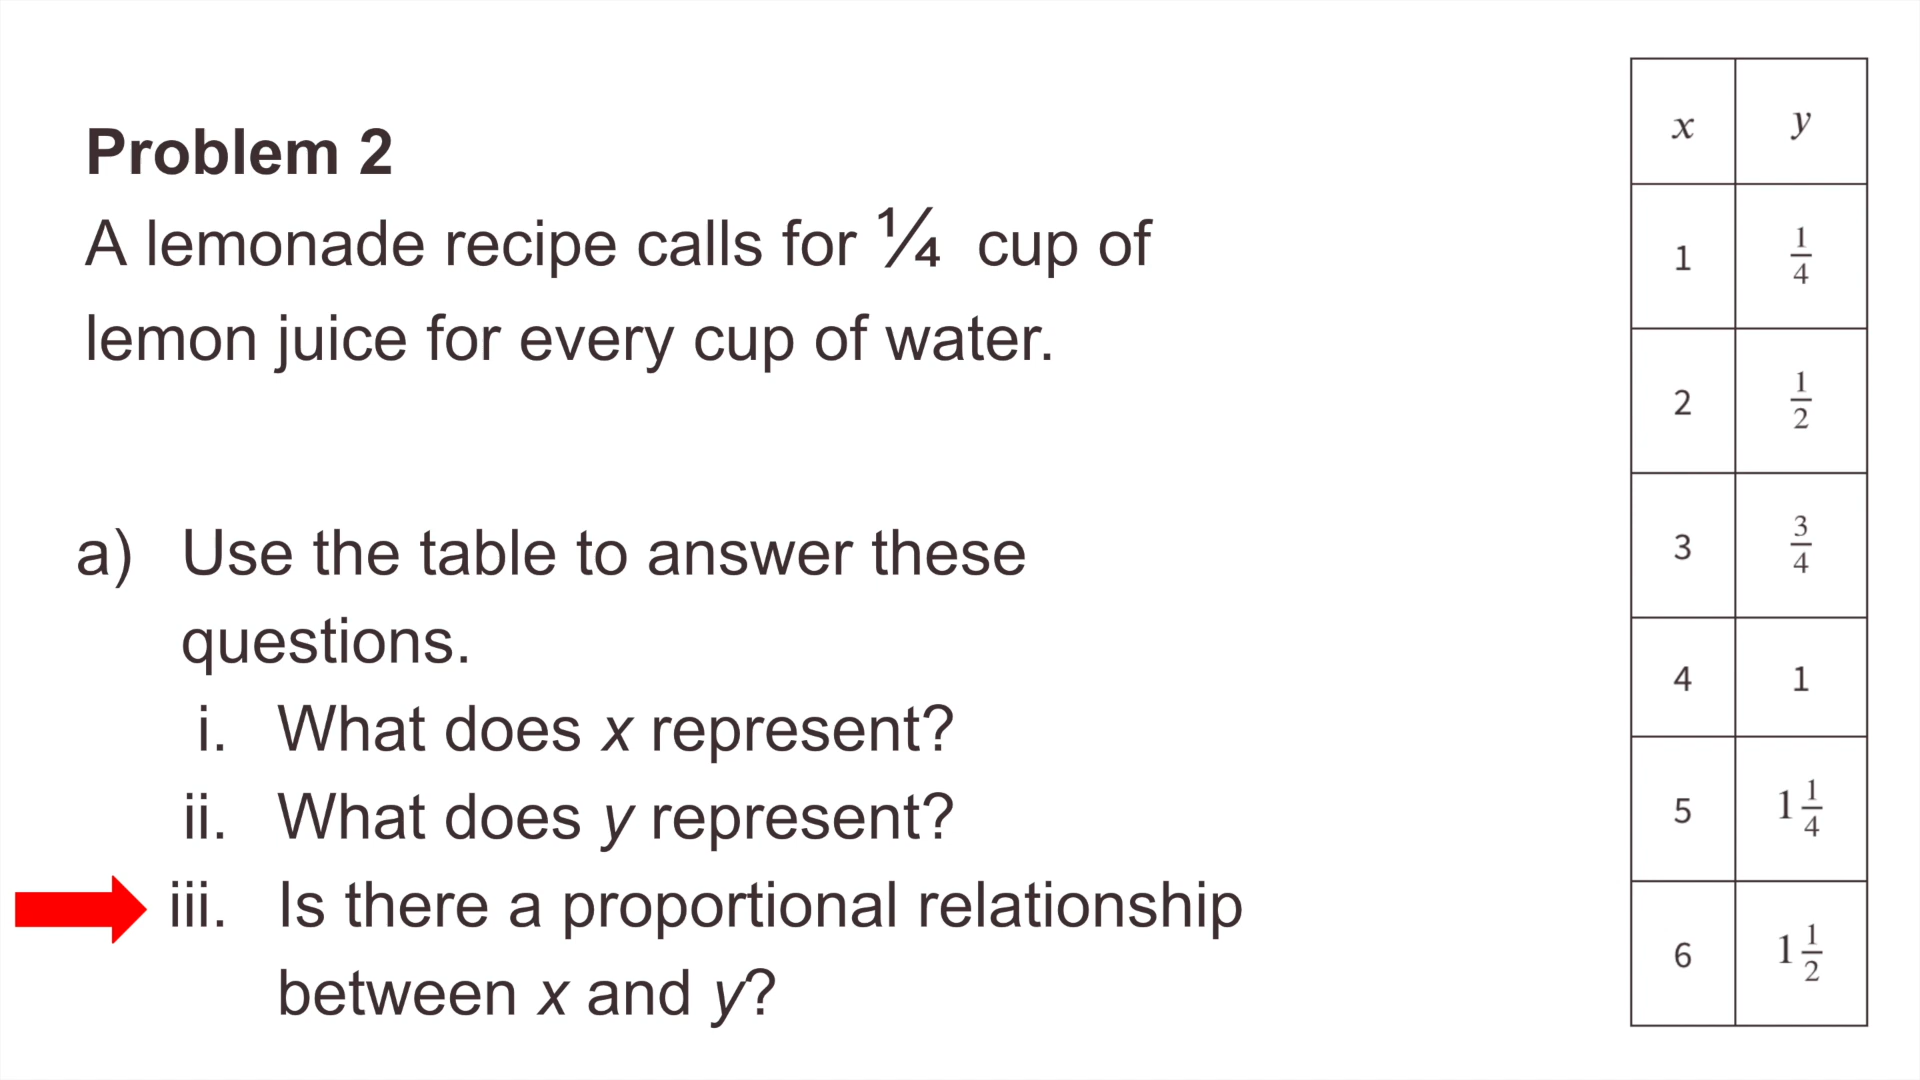 Problem 2
A lemonade recipe calls for ¼ cup of
lemon juice for every cup of water.
a) Use the table to answer these
questions.
i. What does x represent?
ii. What does y represent?
iii. Is there a proportional relationship
between x and y?
x y
1 1/4
2 1/2
3 3/4
4 1
5 1 1/4
6 1 1/2